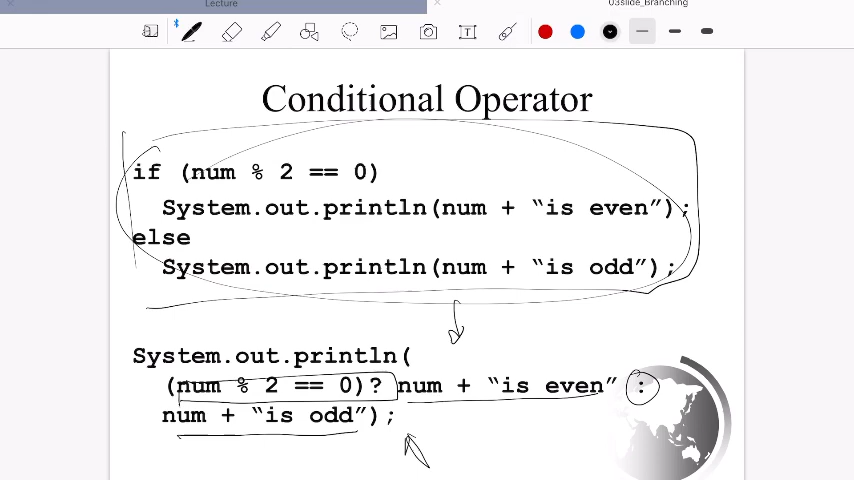 Lecture
03slide_Branching
T
Conditional Operator
if (num % 2 == 0)
System.out.println(num + “is even”);
else
System.out.println(num + “is odd”);
System.out.println(
(num % 2 == 0)? num + “is even” :
num + “is odd”);